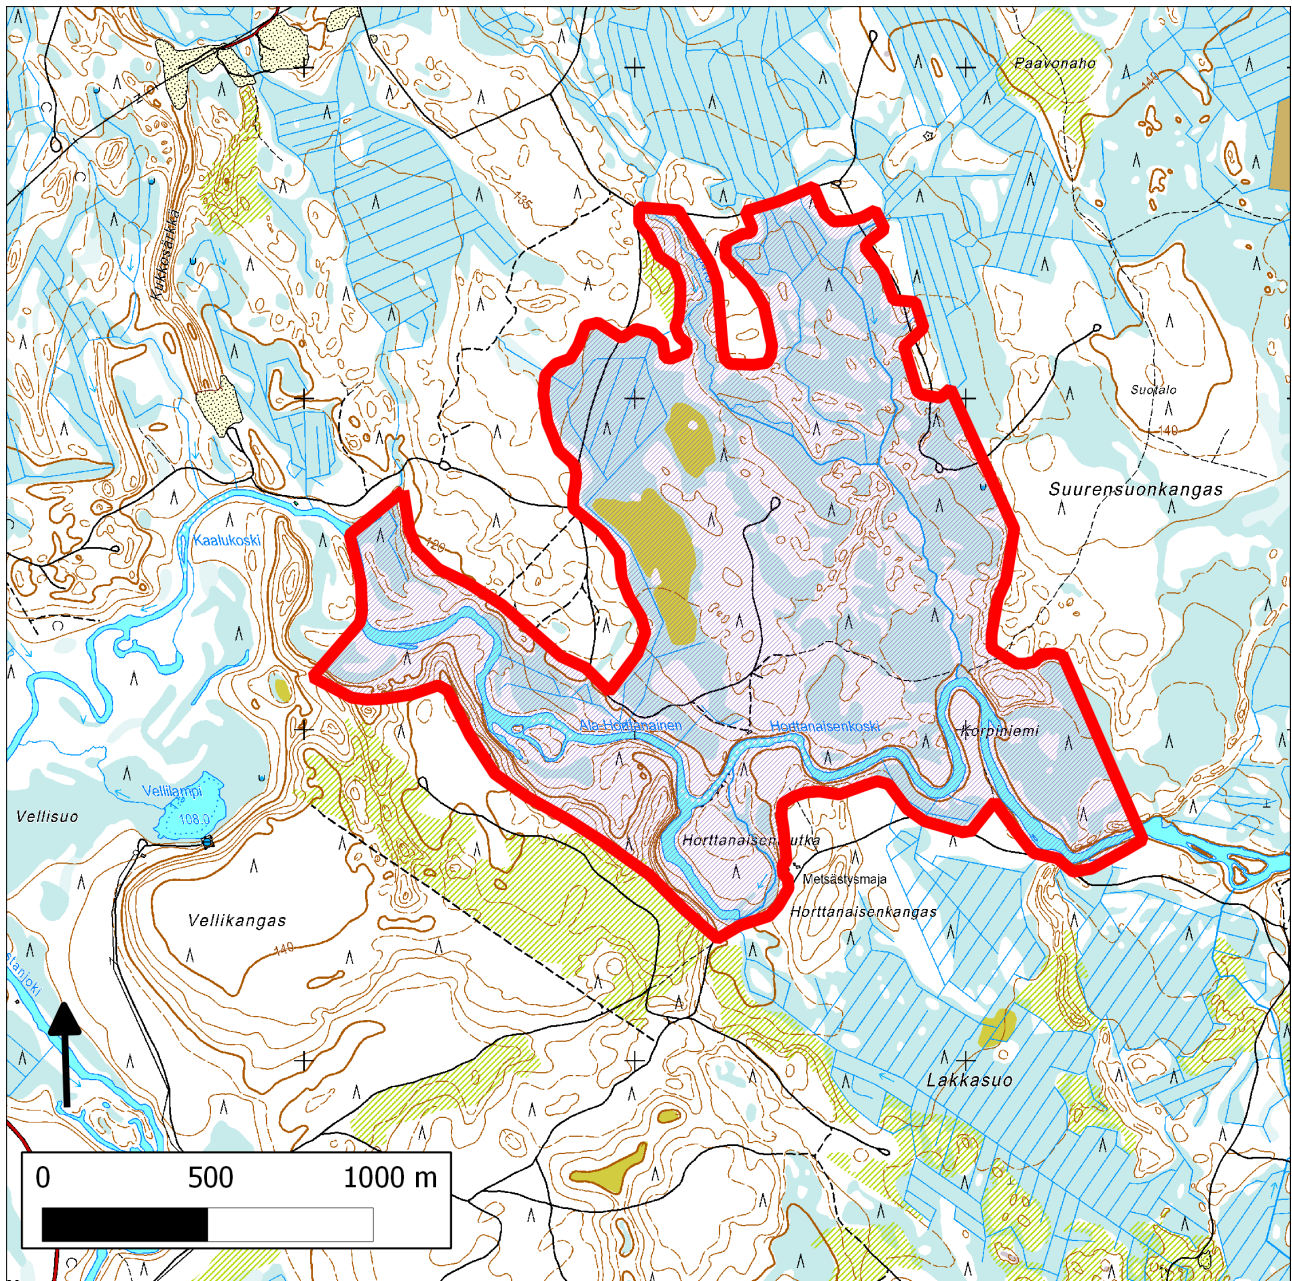 Paavonaho
140
135
Kukkosärkkä
Suotalo
140
Suurensuonkangas
Kaalukoski
120
Ala-Horttanainen
Horttanaisenkoski
Korpiniemi
Vellilampi
108.0
Vellisuo
Metsästysmaja
Vellikangas
Horttanaisenkangas
140
Lakkasuo
0 500 1000 m